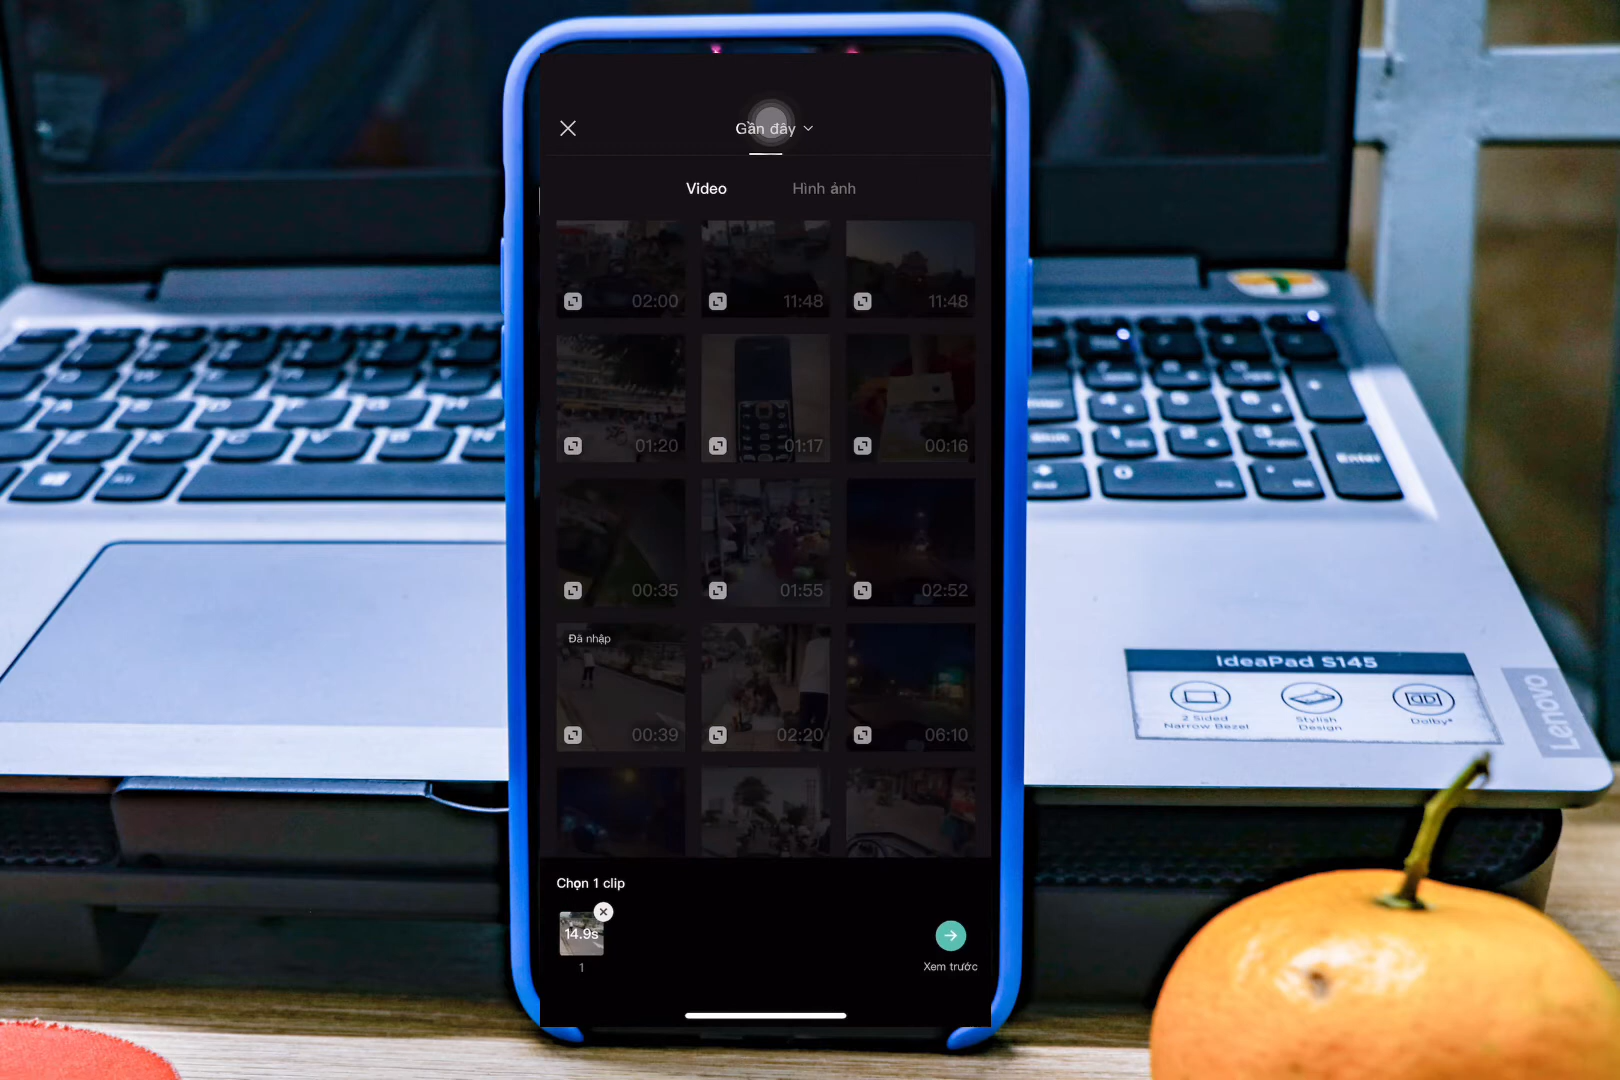 Gần đây
Video
Hình ảnh
02:00
11:48
11:48
01:20
01:17
00:16
00:35
01:55
02:52
Đã nhập
00:39
02:20
06:10
Chọn 1 clip
14.9s
1
Xem trước
Enter
IdeaPad S145
2 Sided
Narrow Bezel
Stylish
Design
Dolby®
Lenovo